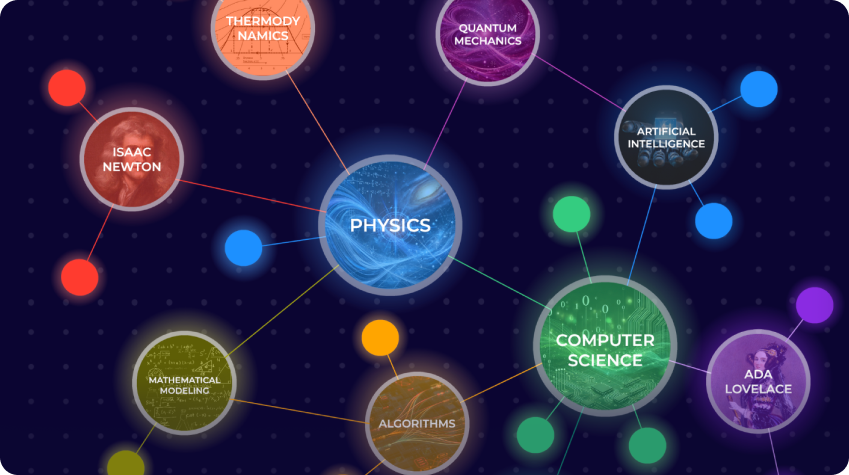 THERMODY
NAMICS
QUANTUM
MECHANICS
ARTIFICIAL
INTELLIGENCE
ISAAC
NEWTON
PHYSICS
COMPUTER
SCIENCE
MATHEMATICAL
MODELING
ADA
LOVELACE
ALGORITHMS